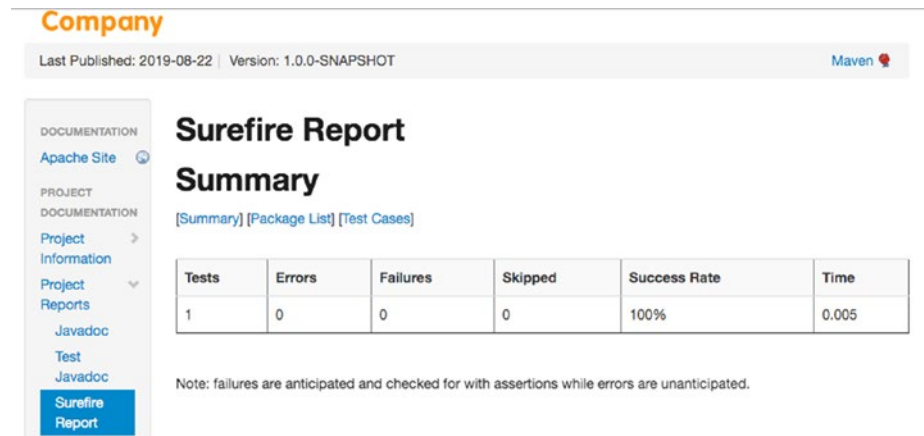 Company
Last Published: 2019-08-22 | Version: 1.0.0-SNAPSHOT
Maven
DOCUMENTATION
Apache Site
PROJECT
DOCUMENTATION
Project
Information
Project
Reports
Javadoc
Test
Javadoc
Surefire
Report
Surefire Report
Summary
[Summary] [Package List] [Test Cases]
Tests Errors Failures Skipped Success Rate Time
1 0 0 0 100% 0.005
Note: failures are anticipated and checked for with assertions while errors are unanticipated.